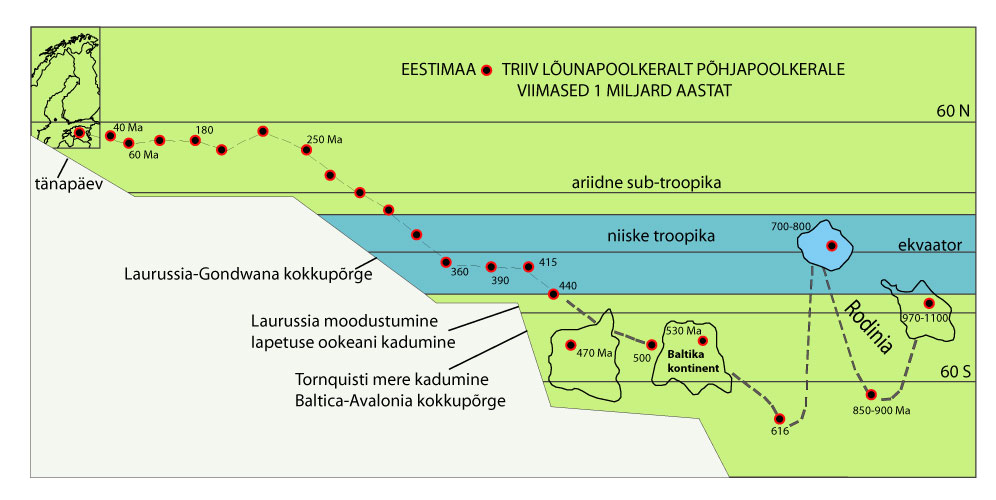 EESTIMAA TRIIV LÕUNAPOOLKERALT PÕHJAPOOLKERALE
VIIMASED 1 MILJARD AASTAT
60 N
40 Ma
60 Ma
180
250 Ma
tänapäev
ariidne sub-troopika
700-800
niiske troopika
ekvaator
Laurussia-Gondwana kokkupõrge
360
390
415
440
Laurussia moodustumine
Iapetuse ookeani kadumine
Rodinia
970-1100
530 Ma
470 Ma
500
Baltika
kontinent
Tornquisti mere kadumine
Baltica-Avalonia kokkupõrge
60 S
850-900 Ma
616